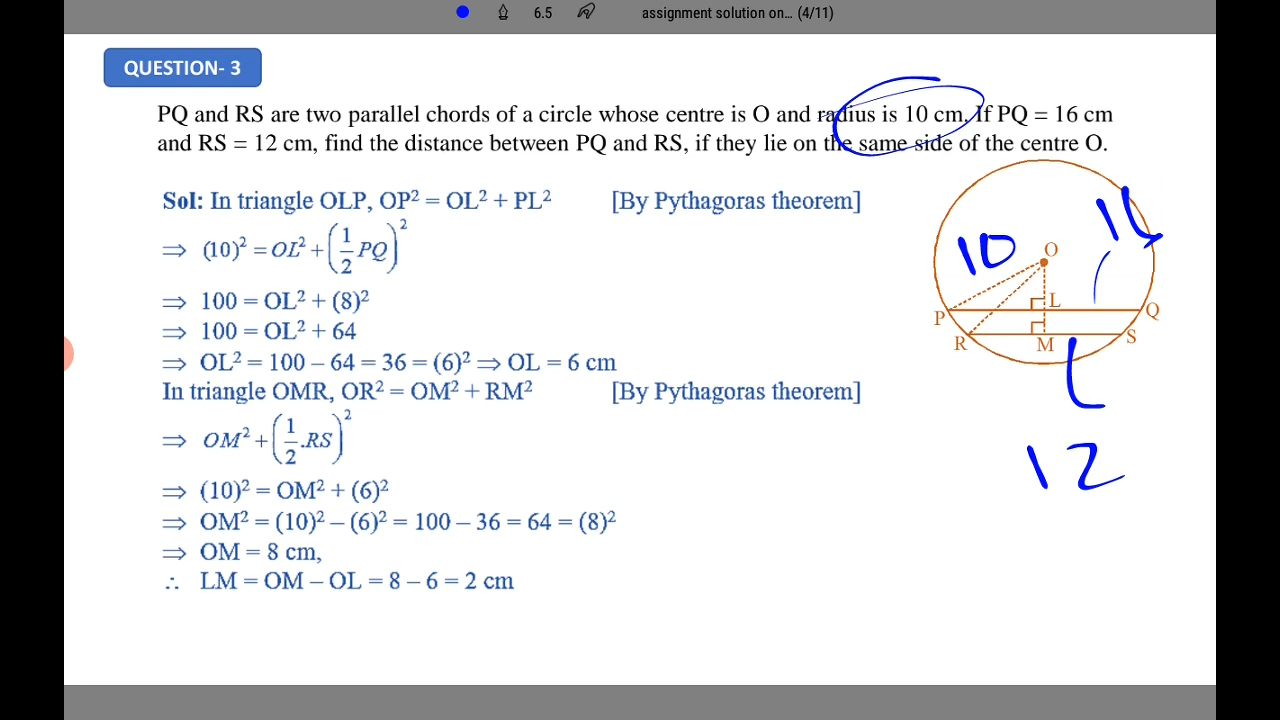 6.5 assignment solution on... (4/11)
QUESTION- 3
PQ and RS are two parallel chords of a circle whose centre is O and radius is 10 cm. If PQ = 16 cm
and RS = 12 cm, find the distance between PQ and RS, if they lie on the same side of the centre O.
Sol: In triangle OLP, OP² = OL² + PL² [By Pythagoras theorem]
⇒ (10)² = OL² + (1/2 PQ)²
⇒ 100 = OL² + (8)²
⇒ 100 = OL² + 64
⇒ OL² = 100 – 64 = 36 = (6)² ⇒ OL = 6 cm
In triangle OMR, OR² = OM² + RM² [By Pythagoras theorem]
⇒ OM² + (1/2 .RS)²
⇒ (10)² = OM² + (6)²
⇒ OM² = (10)² – (6)² = 100 – 36 = 64 = (8)²
⇒ OM = 8 cm,
∴ LM = OM – OL = 8 – 6 = 2 cm
10
O
L
P
Q
R
M
S
12